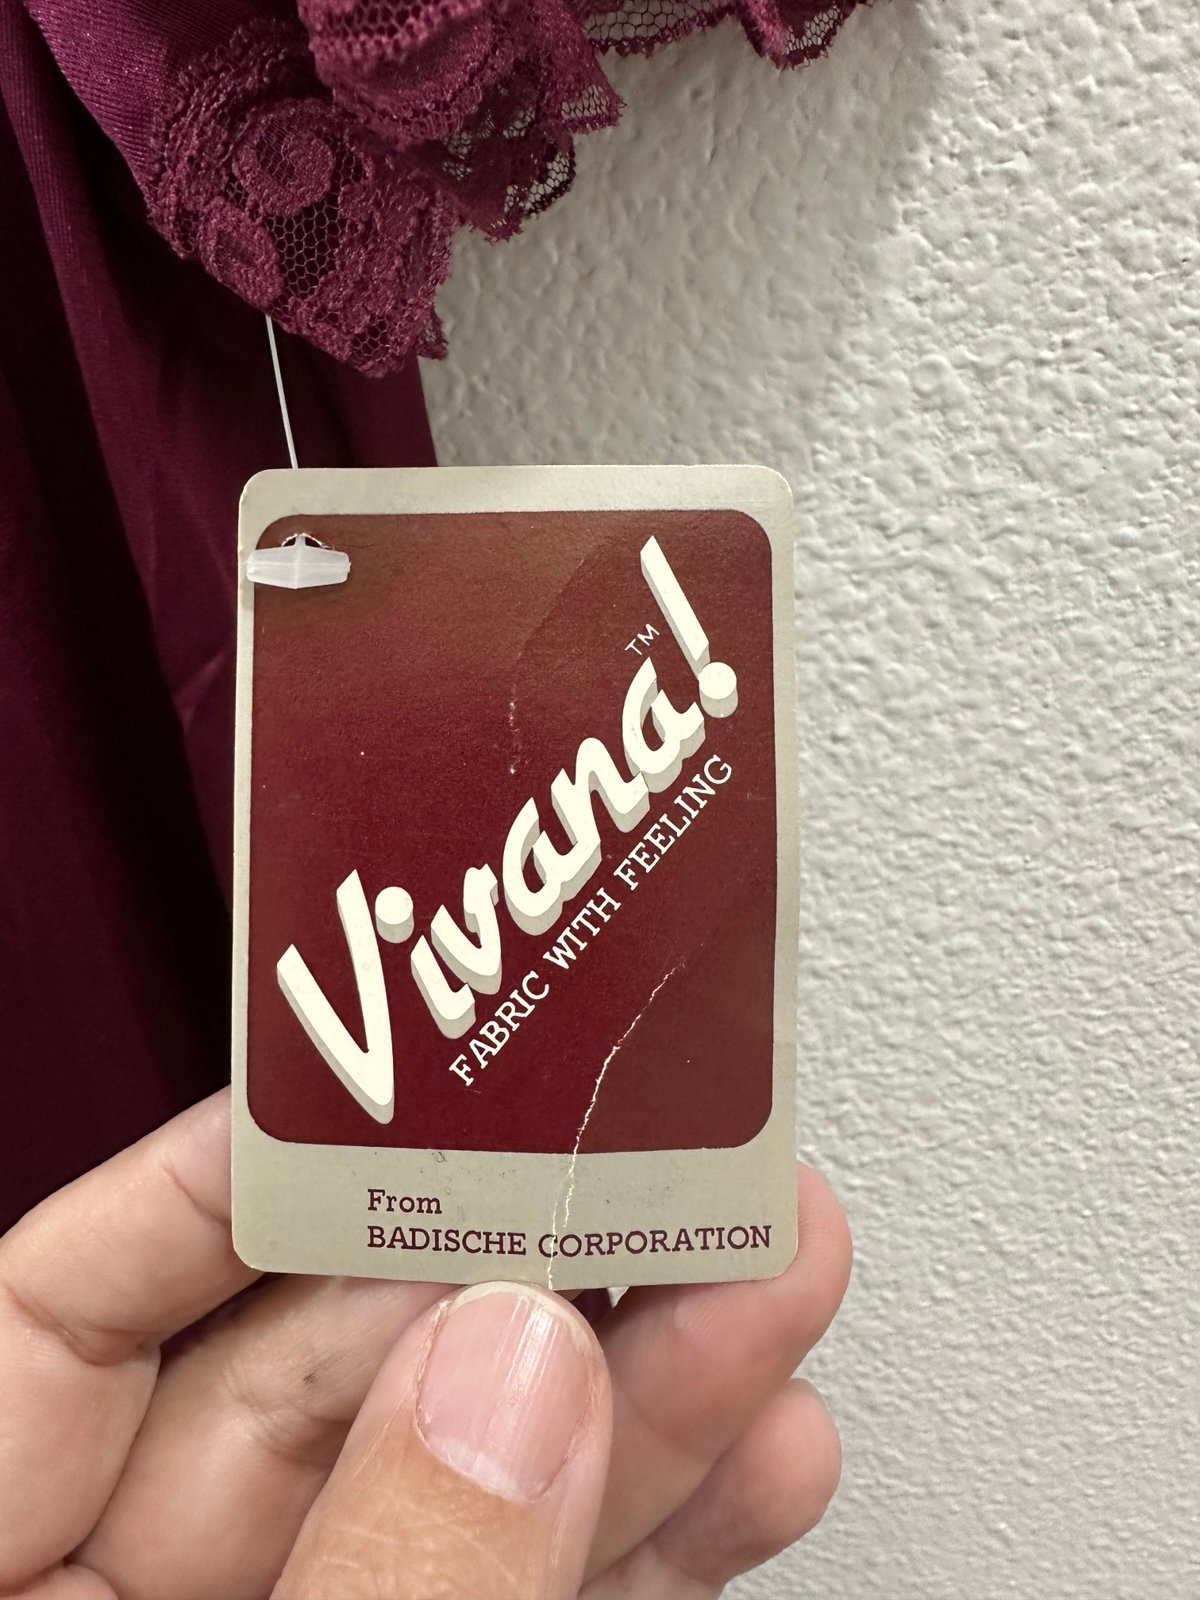 Vivana!™
FABRIC WITH FEELING
From
BADISCHE CORPORATION